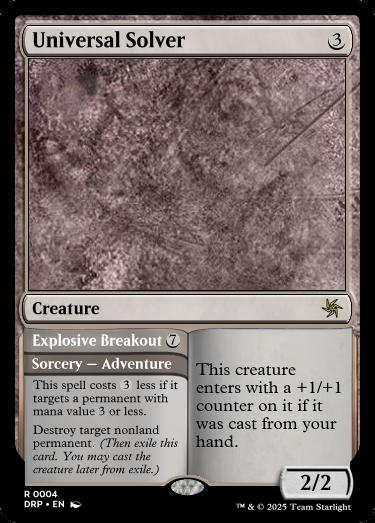 Universal Solver 3
Creature
Explosive Breakout 7
Sorcery — Adventure
This spell costs 3 less if it
targets a permanent with
mana value 3 or less.
Destroy target nonland
permanent. (Then exile this
card. You may cast the
creature later from exile.)
This creature
enters with a +1/+1
counter on it if it
was cast from your
hand.
2/2
R 0004
DRP • EN
™ & © 2025 Team Starlight